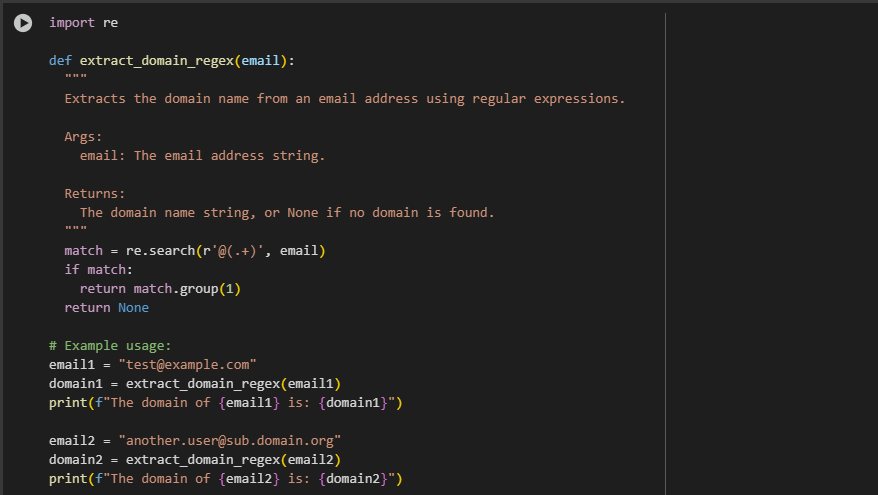 import re
def extract_domain_regex(email):
"""
Extracts the domain name from an email address using regular expressions.
Args:
email: The email address string.
Returns:
The domain name string, or None if no domain is found.
"""
match = re.search(r'@(.+)', email)
if match:
return match.group(1)
return None
# Example usage:
email1 = "test@example.com"
domain1 = extract_domain_regex(email1)
print(f"The domain of {email1} is: {domain1}")
email2 = "another.user@sub.domain.org"
domain2 = extract_domain_regex(email2)
print(f"The domain of {email2} is: {domain2}")